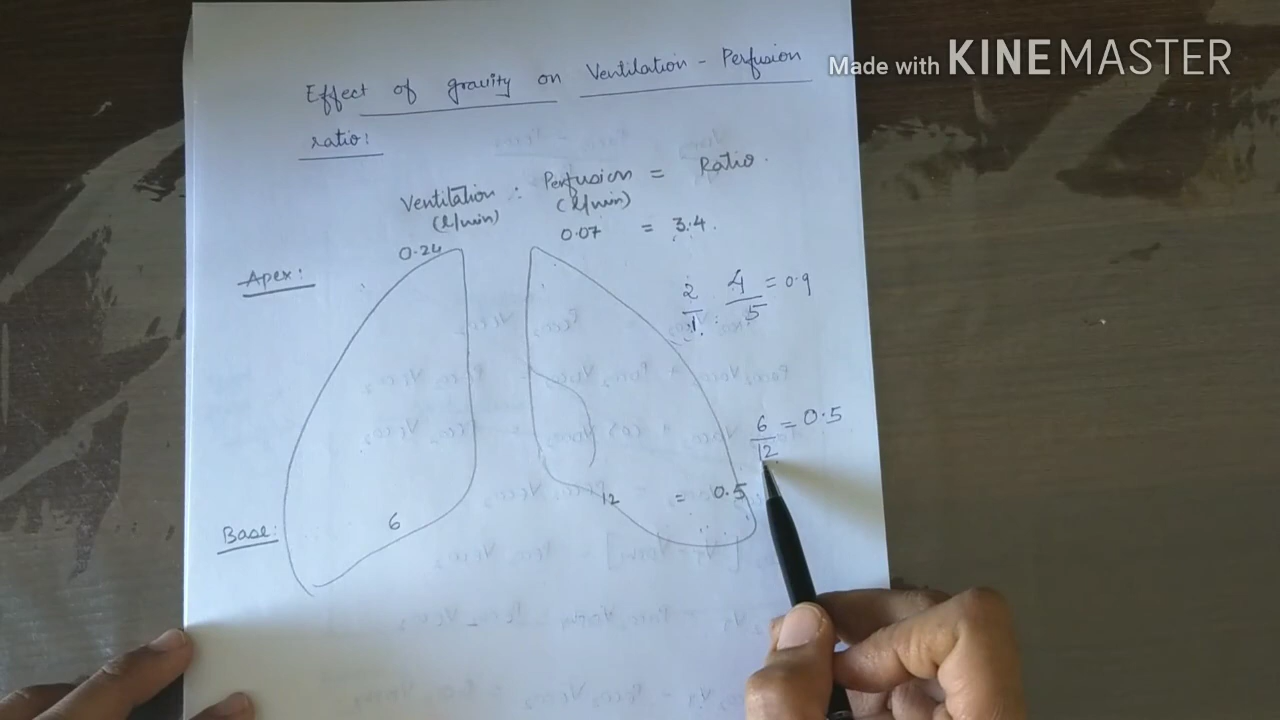 Made with KINEMASTER
Effect of gravity on Ventilation - Perfusion
ratio:
Ventilation : Perfusion = Ratio.
(l/min) (l/min)
0.24 0.07 = 3.4.
Apex:
2/1 : 4/5 = 0.9
6/12 = 0.5
Base: 6 12 = 0.5